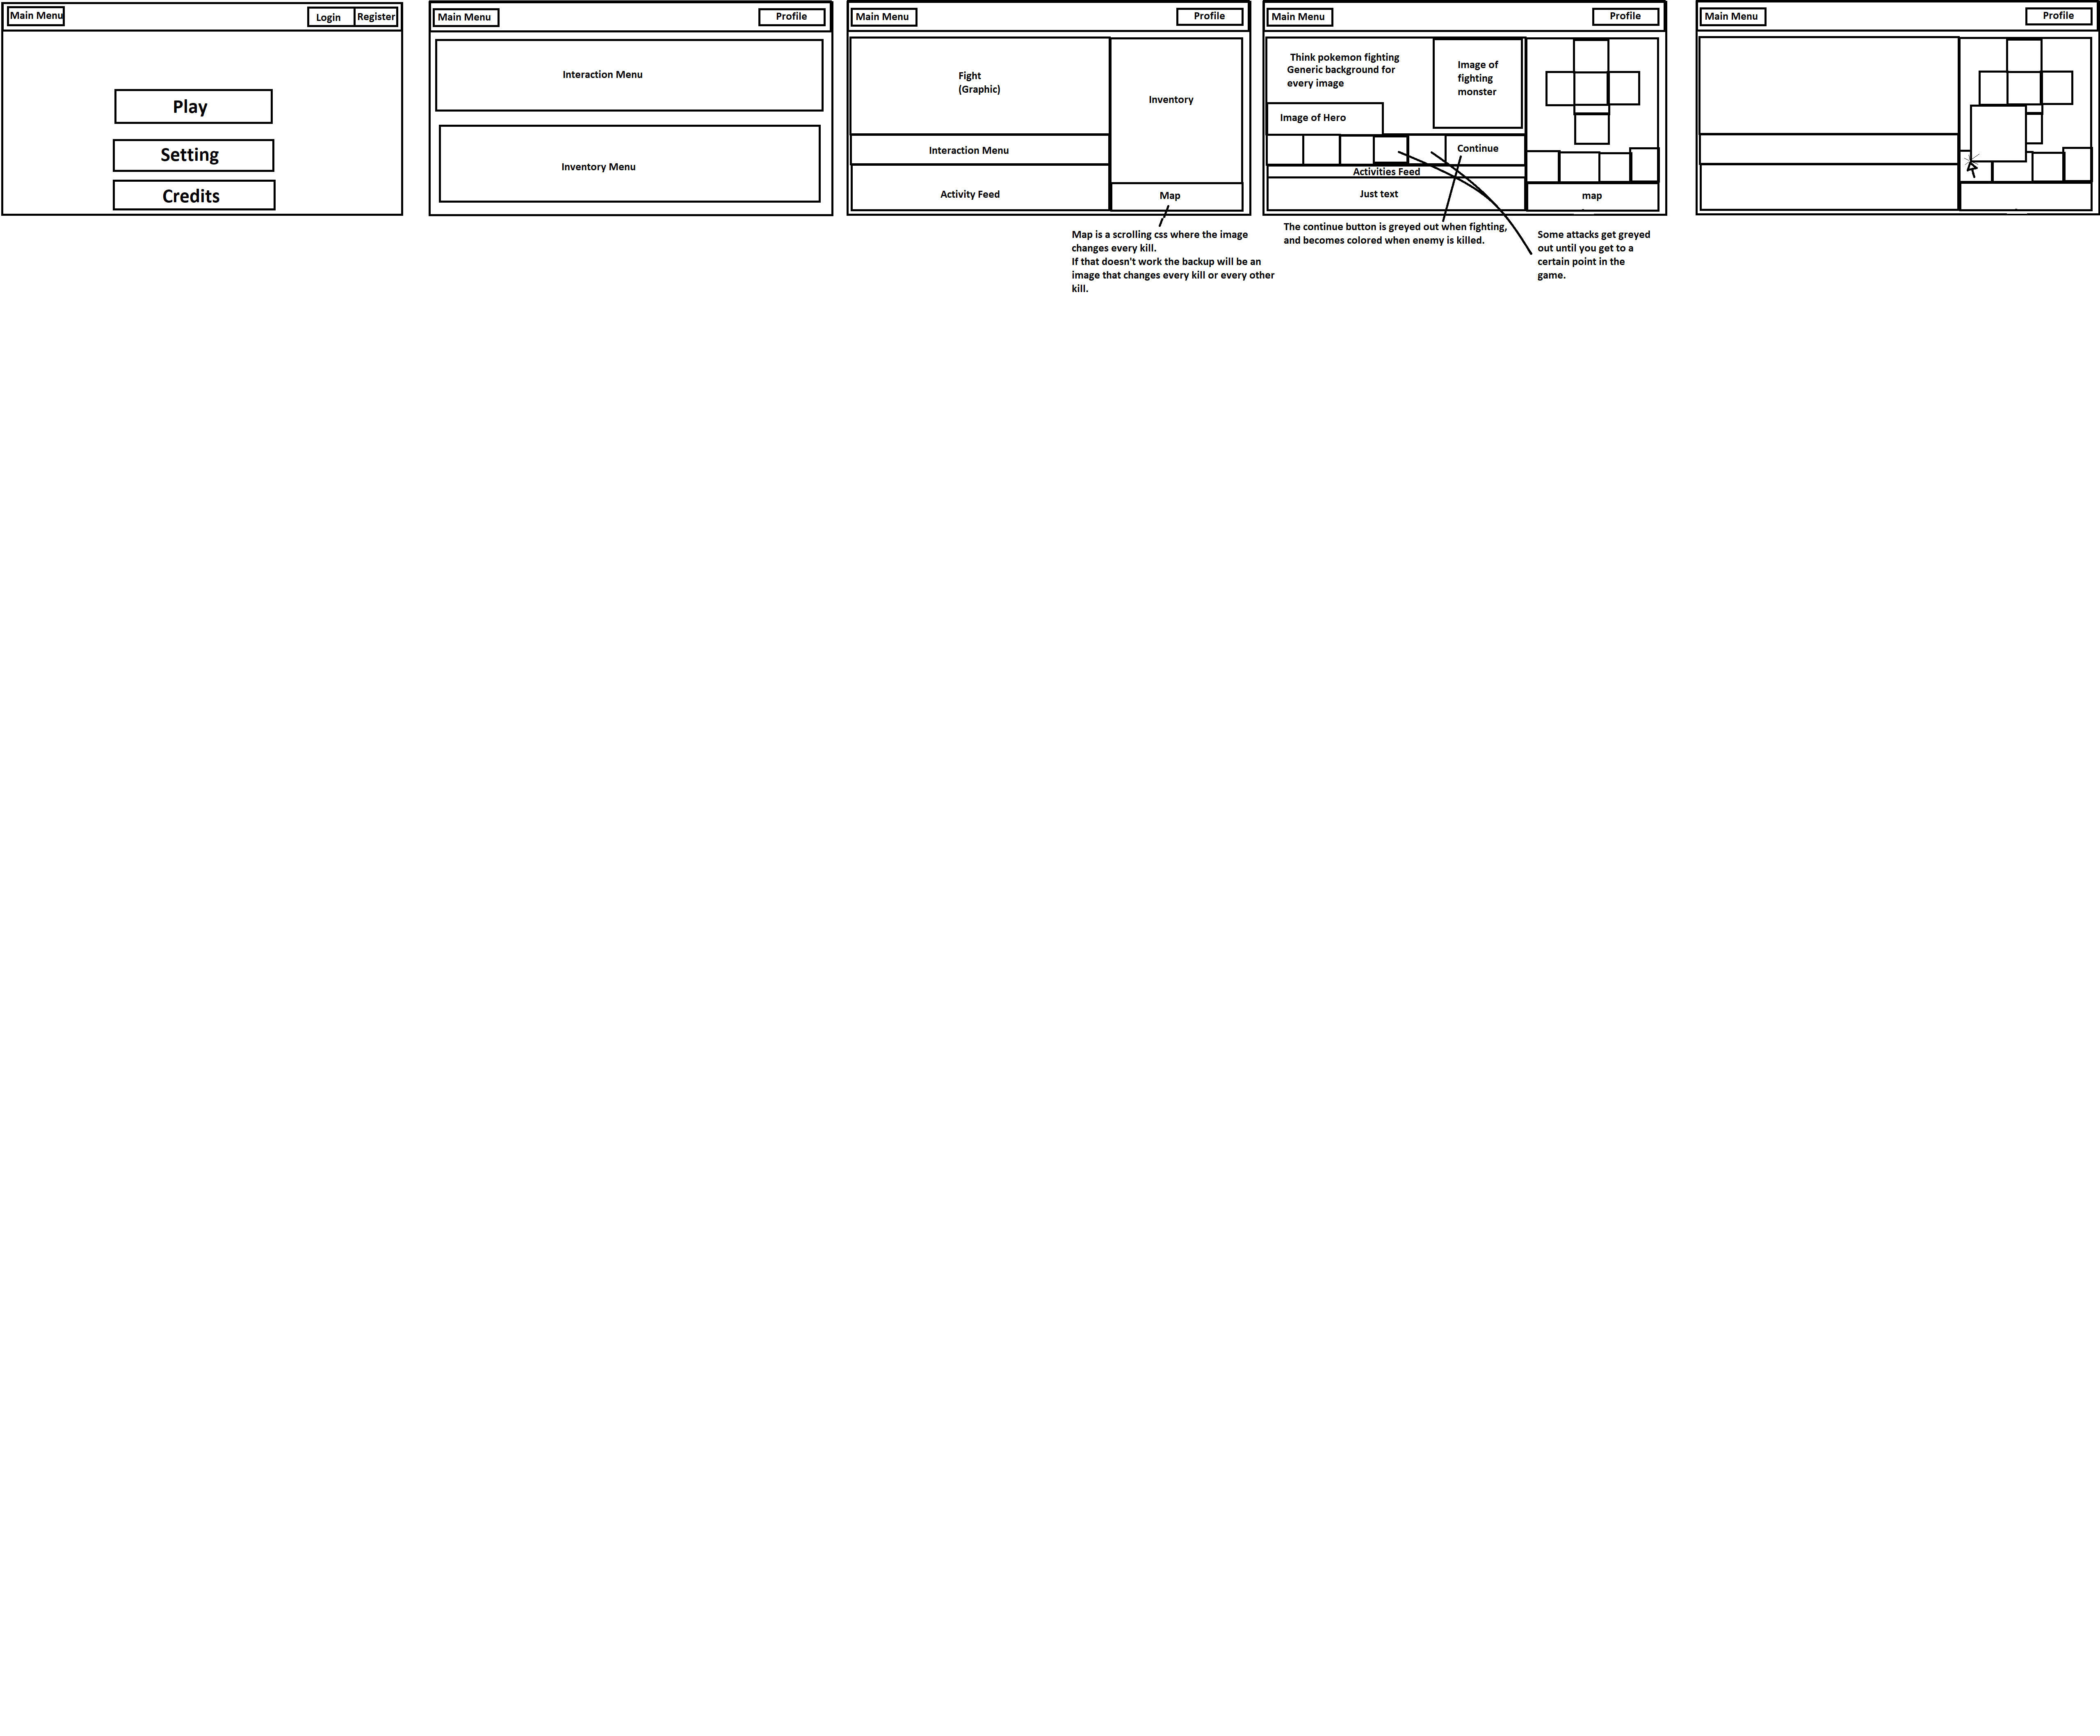 Main Menu
Login
Register
Play
Setting
Credits
Main Menu
Profile
Interaction Menu
Inventory Menu
Main Menu
Profile
Fight
(Graphic)
Inventory
Interaction Menu
Activity Feed
Map
Map is a scrolling css where the image
changes every kill.
If that doesn't work the backup will be an
image that changes every kill or every other
kill.
Main Menu
Profile
Think pokemon fighting
Generic background for
every image
Image of
fighting
monster
Image of Hero
Continue
Activities Feed
Just text
map
The continue button is greyed out when fighting,
and becomes colored when enemy is killed.
Some attacks get greyed
out until you get to a
certain point in the
game.
Main Menu
Profile